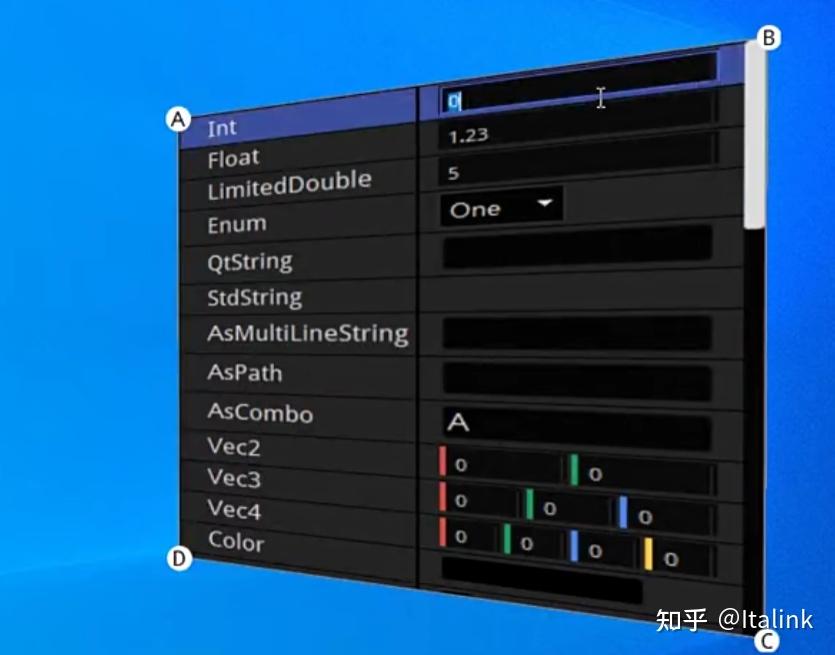 A
B
Int
0
Float
1.23
LimitedDouble
5
Enum
One
QtString
StdString
AsMultiLineString
AsPath
AsCombo
A
Vec2
0 0
Vec3
0 0 0
Vec4
0 0 0 0
Color
D
C
知乎 @Italink